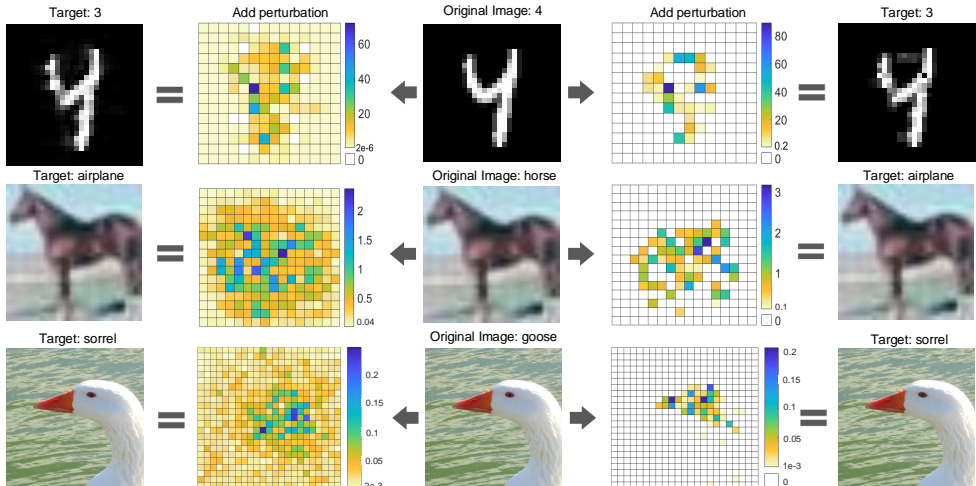 Target: 3
Add perturbation
Original Image: 4
Add perturbation
Target: 3
60
40
20
2e-6
0
80
60
40
20
0.2
0
Target: airplane
Original Image: horse
Target: airplane
2
1.5
1
0.5
0.04
3
2
1
0.1
0
Target: sorrel
Original Image: goose
Target: sorrel
0.2
0.15
0.1
0.05
0.2
0.15
0.1
0.05
1e-3
0